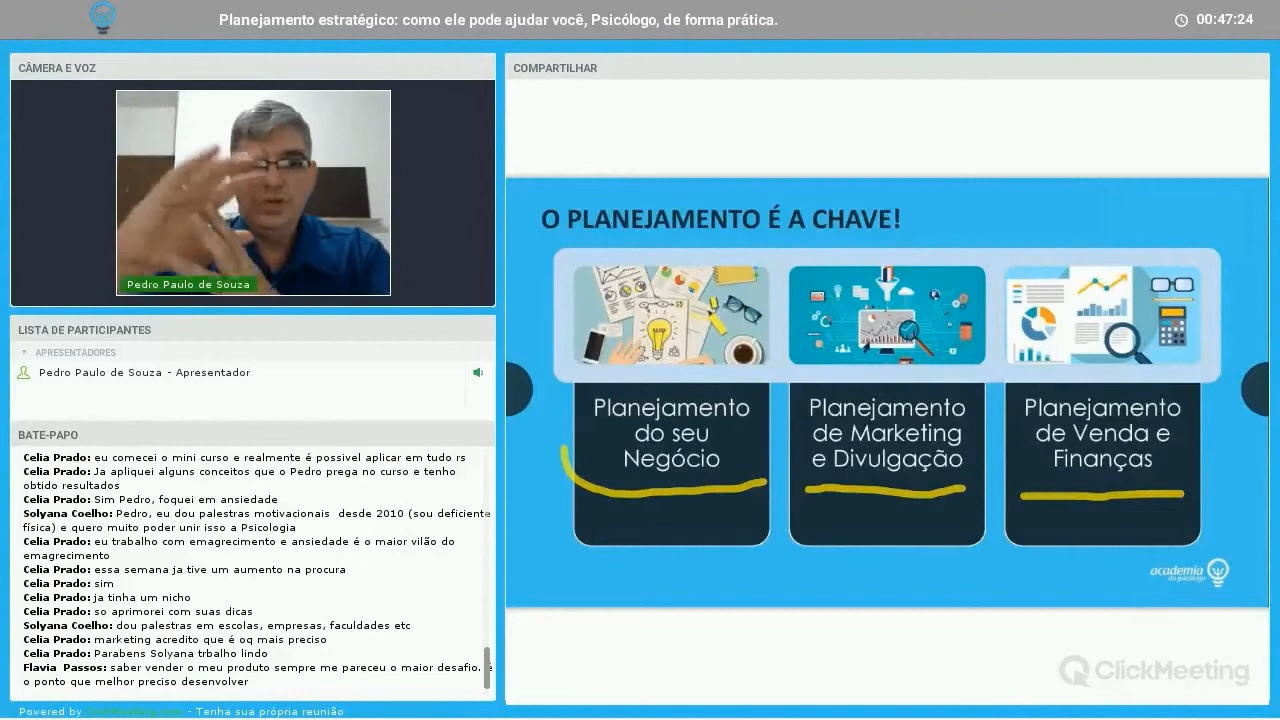 Planejamento estratégico: como ele pode ajudar você, Psicólogo, de forma prática.
00:47:24
CÂMERA E VOZ
Pedro Paulo de Souza
LISTA DE PARTICIPANTES
APRESENTADORES
Pedro Paulo de Souza - Apresentador
BATE-PAPO
Celia Prado: eu comecei o mini curso e realmente é possivel aplicar em tudo rs
Celia Prado: Ja apliquei alguns conceitos que o Pedro prega no curso e tenho
obtido resultados
Celia Prado: Sim Pedro, foquei em ansiedade
Solyana Coelho: Pedro, eu dou palestras motivacionais desde 2010 (sou deficiente
física) e quero muito poder unir isso a Psicologia
Celia Prado: eu trabalho com emagrecimento e ansiedade é o maior vilão do
emagrecimento
Celia Prado: essa semana ja tive um aumento na procura
Celia Prado: sim
Celia Prado: ja tinha um nicho
Celia Prado: so aprimorei com suas dicas
Solyana Coelho: dou palestras em escolas, empresas, faculdades etc
Celia Prado: marketing acredito que é oq mais preciso
Celia Prado: Parabens Solyana trbalho lindo
Flavia Passos: saber vender o meu produto sempre me pareceu o maior desafio. é
o ponto que melhor preciso desenvolver
Powered by ClickMeeting.com - Tenha sua própria reunião
COMPARTILHAR
O PLANEJAMENTO É A CHAVE!
Planejamento
do seu
Negócio
Planejamento
de Marketing
e Divulgação
Planejamento
de Venda e
Finanças
academia
do psicólogo
ClickMeeting